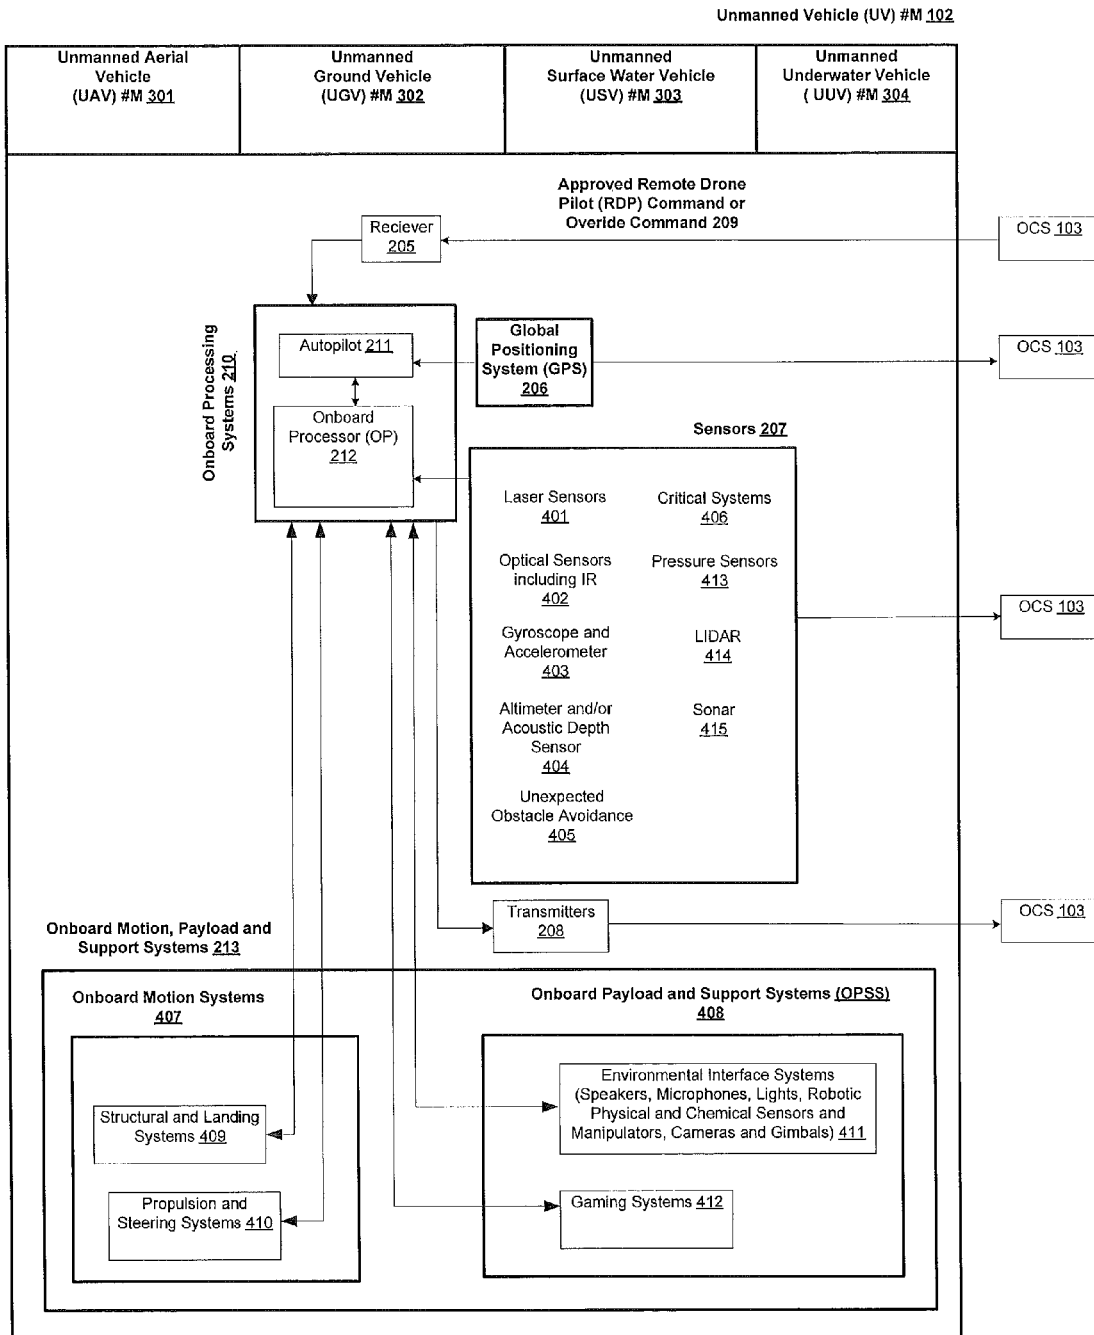 Unmanned Vehicle (UV) #M 102
Unmanned Aerial
Vehicle
(UAV) #M 301
Unmanned
Ground Vehicle
(UGV) #M 302
Unmanned
Surface Water Vehicle
(USV) #M 303
Unmanned
Underwater Vehicle
( UUV) #M 304
Approved Remote Drone
Pilot (RDP) Command or
Overide Command 209
Reciever
205
OCS 103
Onboard Processing
Systems 210
Autopilot 211
Global
Positioning
System (GPS)
206
OCS 103
Onboard
Processor (OP)
212
Sensors 207
Laser Sensors
401
Critical Systems
406
Optical Sensors
including IR
402
Pressure Sensors
413
Gyroscope and
Accelerometer
403
LIDAR
414
Altimeter and/or
Acoustic Depth
Sensor
404
Sonar
415
Unexpected
Obstacle Avoidance
405
OCS 103
Transmitters
208
OCS 103
Onboard Motion, Payload and
Support Systems 213
Onboard Motion Systems
407
Structural and Landing
Systems 409
Propulsion and
Steering Systems 410
Onboard Payload and Support Systems (OPSS)
408
Environmental Interface Systems
(Speakers, Microphones, Lights, Robotic
Physical and Chemical Sensors and
Manipulators, Cameras and Gimbals) 411
Gaming Systems 412